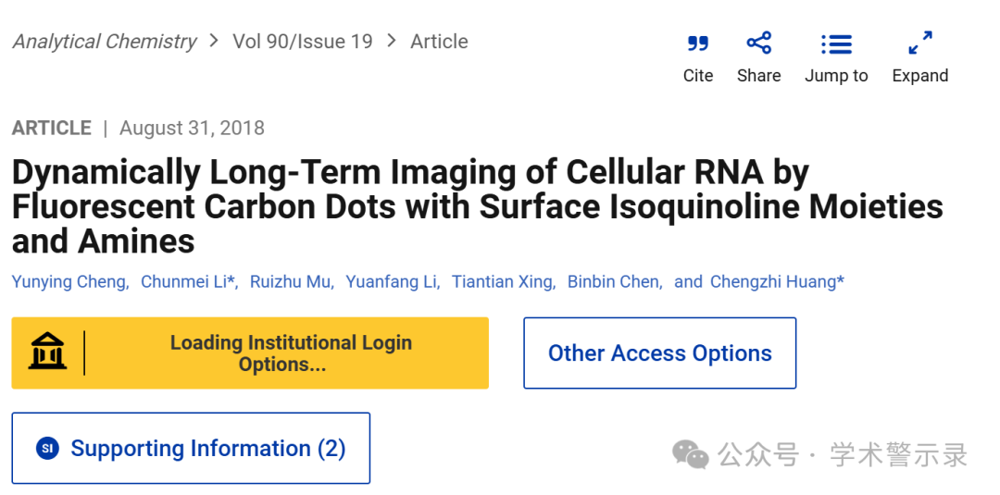 Analytical Chemistry > Vol 90/Issue 19 > Article
Cite Share Jump to Expand
ARTICLE | August 31, 2018
Dynamically Long-Term Imaging of Cellular RNA by
Fluorescent Carbon Dots with Surface Isoquinoline Moieties
and Amines
Yunying Cheng, Chunmei Li*, Ruizhu Mu, Yuanfang Li, Tiantian Xing, Binbin Chen, and Chengzhi Huang*
Loading Institutional Login
Options...
Other Access Options
SI Supporting Information (2)
公众号 · 学术警示录